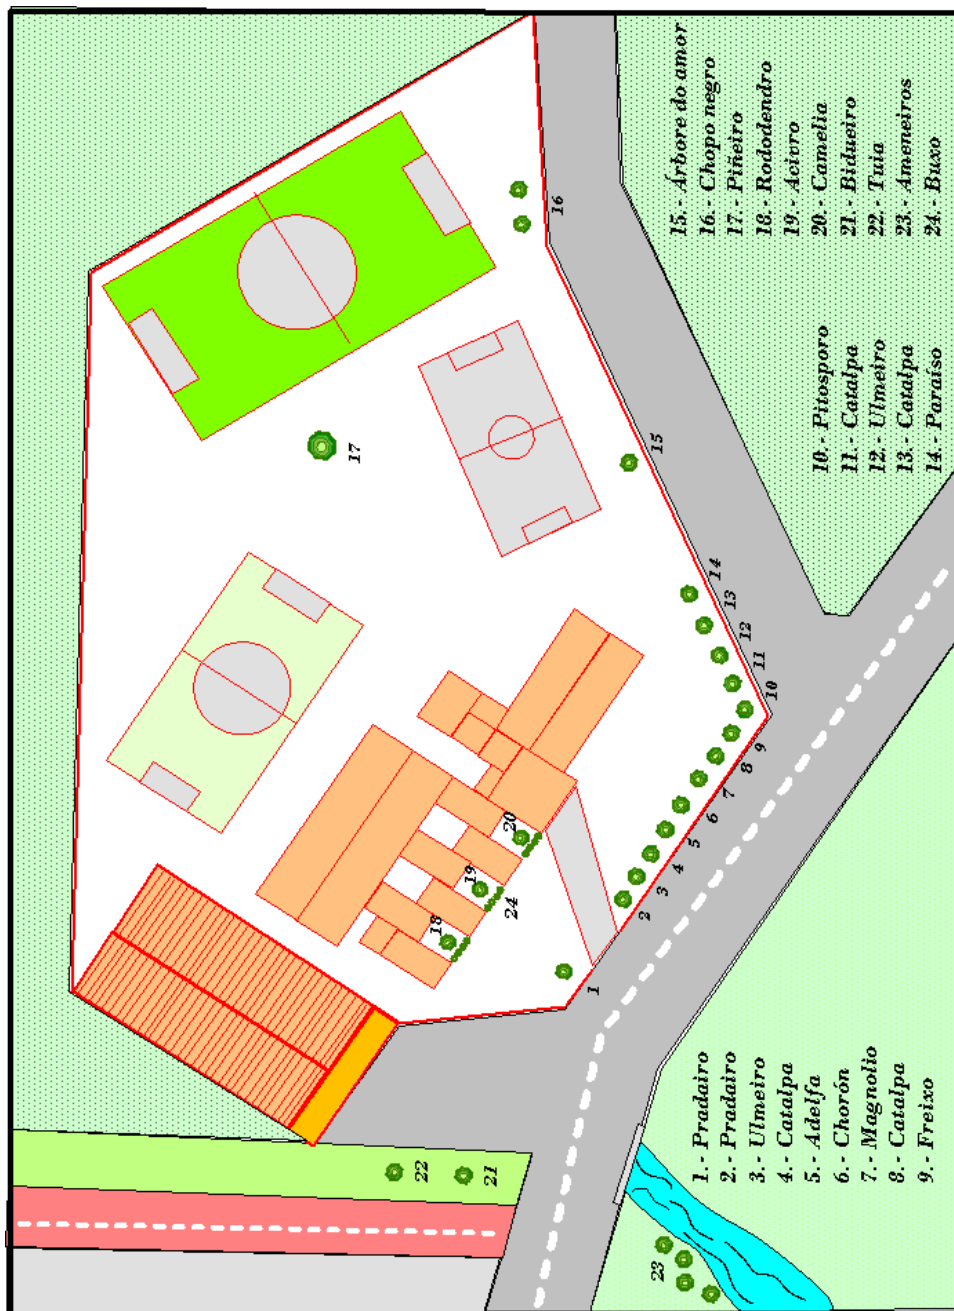 1.- Pradairo
2.- Pradairo
3.- Ulmeiro
4.- Catalpa
5.- Adelfa
6.- Chorón
7.- Magnolio
8.- Catalpa
9.- Freixo
10.- Pitosporo
11.- Catalpa
12.- Ulmeiro
13.- Catalpa
14.- Paraíso
15.- Árbore do amor
16.- Chopo negro
17.- Piñeiro
18.- Rododendro
19.- Acivro
20.- Camelia
21.- Bidueiro
22.- Tuia
23.- Ameneiros
24.- Buxo
1
2
3
4
5
6
7
8
9
10
11
12
13
14
15
16
17
18
19
20
24
21
22
23